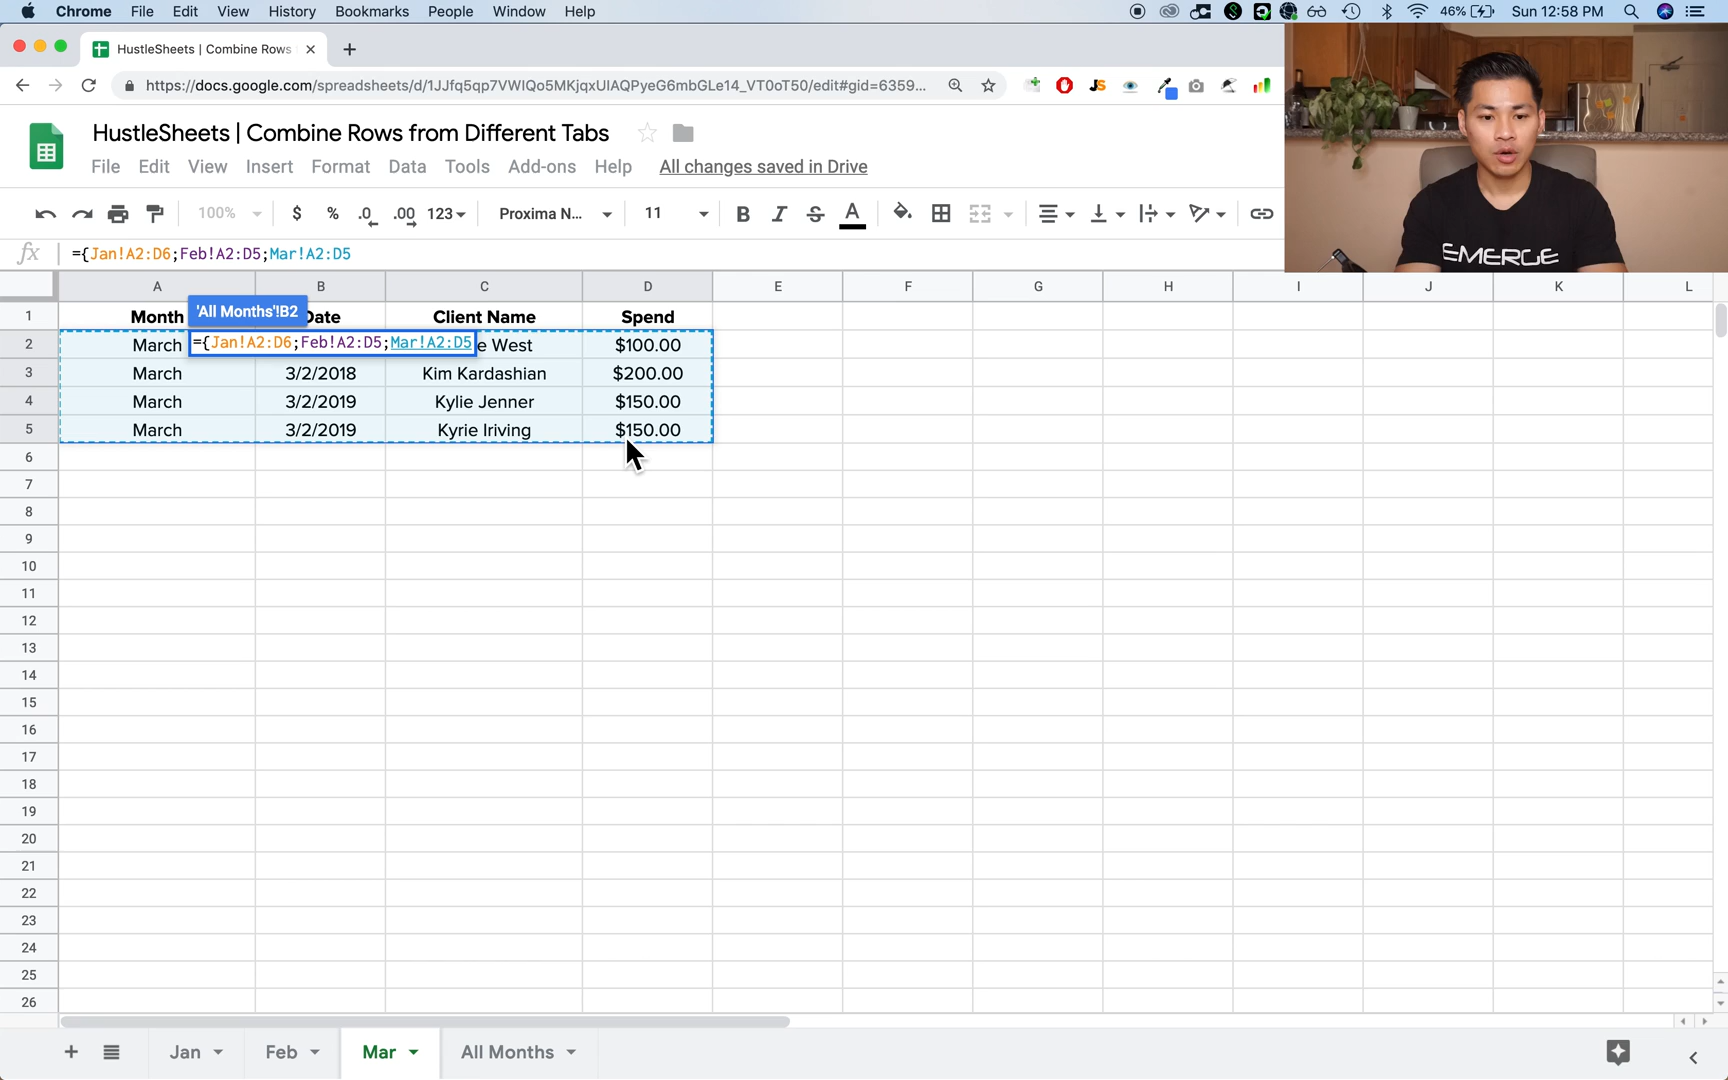 Chrome File Edit View History Bookmarks People Window Help 46% Sun 12:58 PM
HustleSheets | Combine Rows
https://docs.google.com/spreadsheets/d/1JJfq5qp7VWIQo5MKjqxUIAQPyeG6mbGLe14_VT0oT50/edit#gid=6359... JS
HustleSheets | Combine Rows from Different Tabs
File Edit View Insert Format Data Tools Add-ons Help All changes saved in Drive
100% $ % .0 .00 123 Proxima N... 11 B I S A
EMERGE
fx ={Jan!A2:D6;Feb!A2:D5;Mar!A2:D5
A B C D E F G H I J K L
'All Months'!B2
1 Month Date Client Name Spend
={Jan!A2:D6;Feb!A2:D5;Mar!A2:D5
2 March e West $100.00
3 March 3/2/2018 Kim Kardashian $200.00
4 March 3/2/2019 Kylie Jenner $150.00
5 March 3/2/2019 Kyrie Iriving $150.00
6
7
8
9
10
11
12
13
14
15
16
17
18
19
20
21
22
23
24
25
26
+ Jan Feb Mar All Months